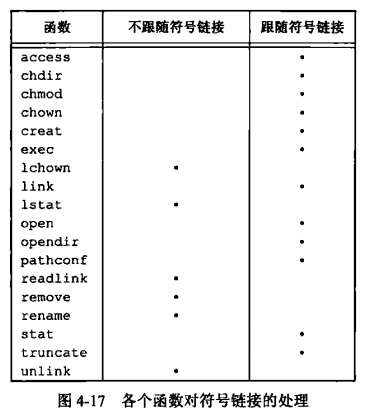 函数 不跟随符号链接 跟随符号链接
access •
chdir •
chmod •
chown •
creat •
exec •
lchown •
link •
lstat •
open •
opendir •
pathconf •
readlink •
remove •
rename •
stat •
truncate •
unlink •
图 4-17 各个函数对符号链接的处理